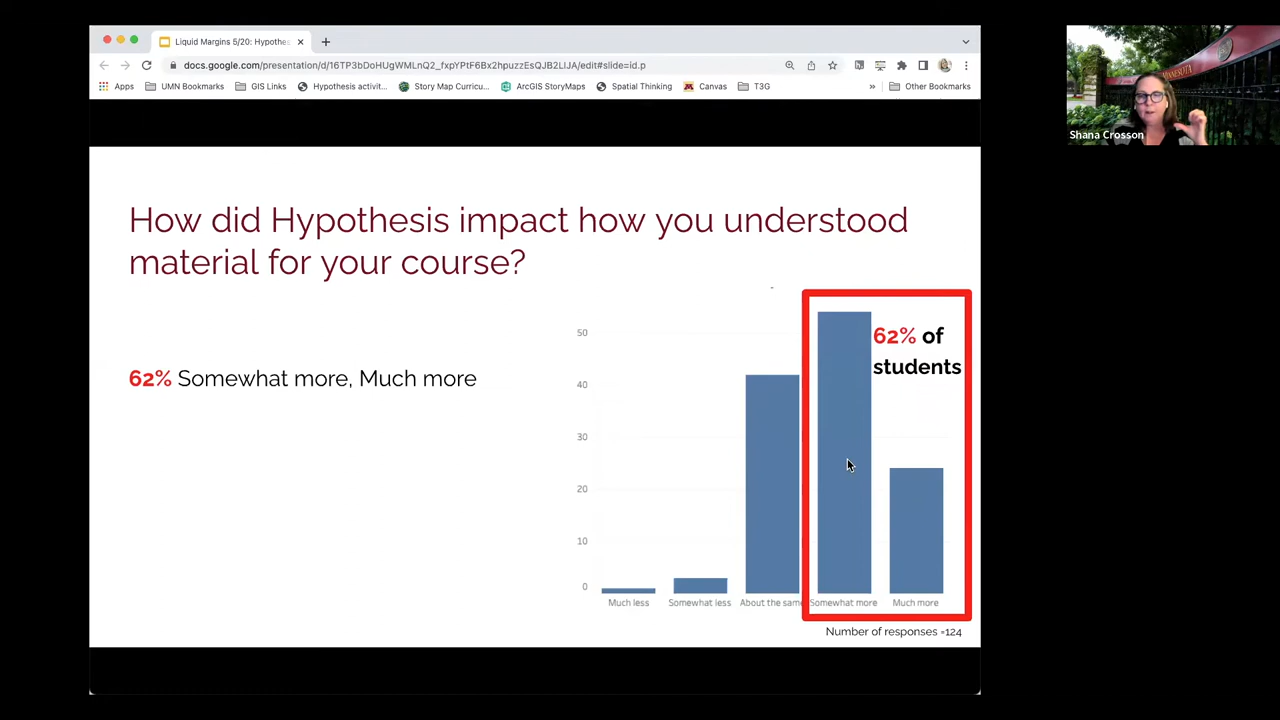 Liquid Margins 5/20: Hypothes
docs.google.com/presentation/d/16TP3bDoHUgWMLnQ2_fxpYPtF6Bx2hpuzzEsQJB2LIJA/edit#slide=id.p
Apps UMN Bookmarks GIS Links Hypothesis activit... Story Map Curricu... ArcGIS StoryMaps Spatial Thinking Canvas T3G » Other Bookmarks
MINNESOTA
Shana Crosson
How did Hypothesis impact how you understood
material for your course?
62% Somewhat more, Much more
62% of
students
50
40
30
20
10
0
Much less Somewhat less About the same Somewhat more Much more
Number of responses =124